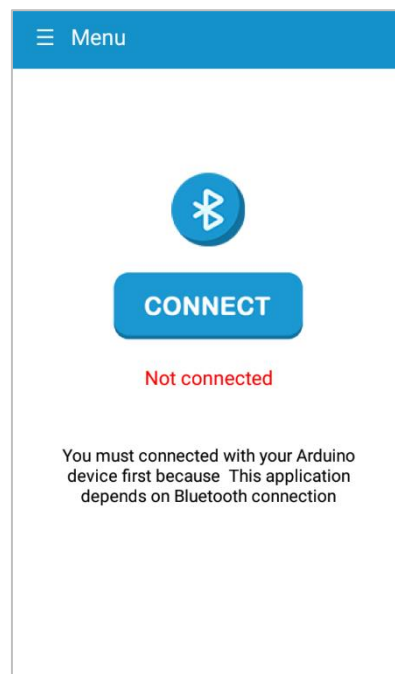 ☰ Menu
CONNECT
Not connected
You must connected with your Arduino
device first because  This application
depends on Bluetooth connection